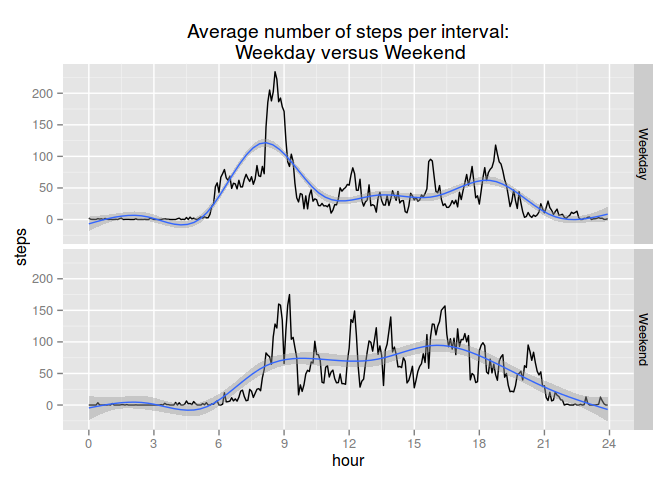 Average number of steps per interval:
Weekday versus Weekend
200
150
100
50
0
Weekday
steps
200
150
100
50
0
Weekend
0 3 6 9 12 15 18 21 24
hour